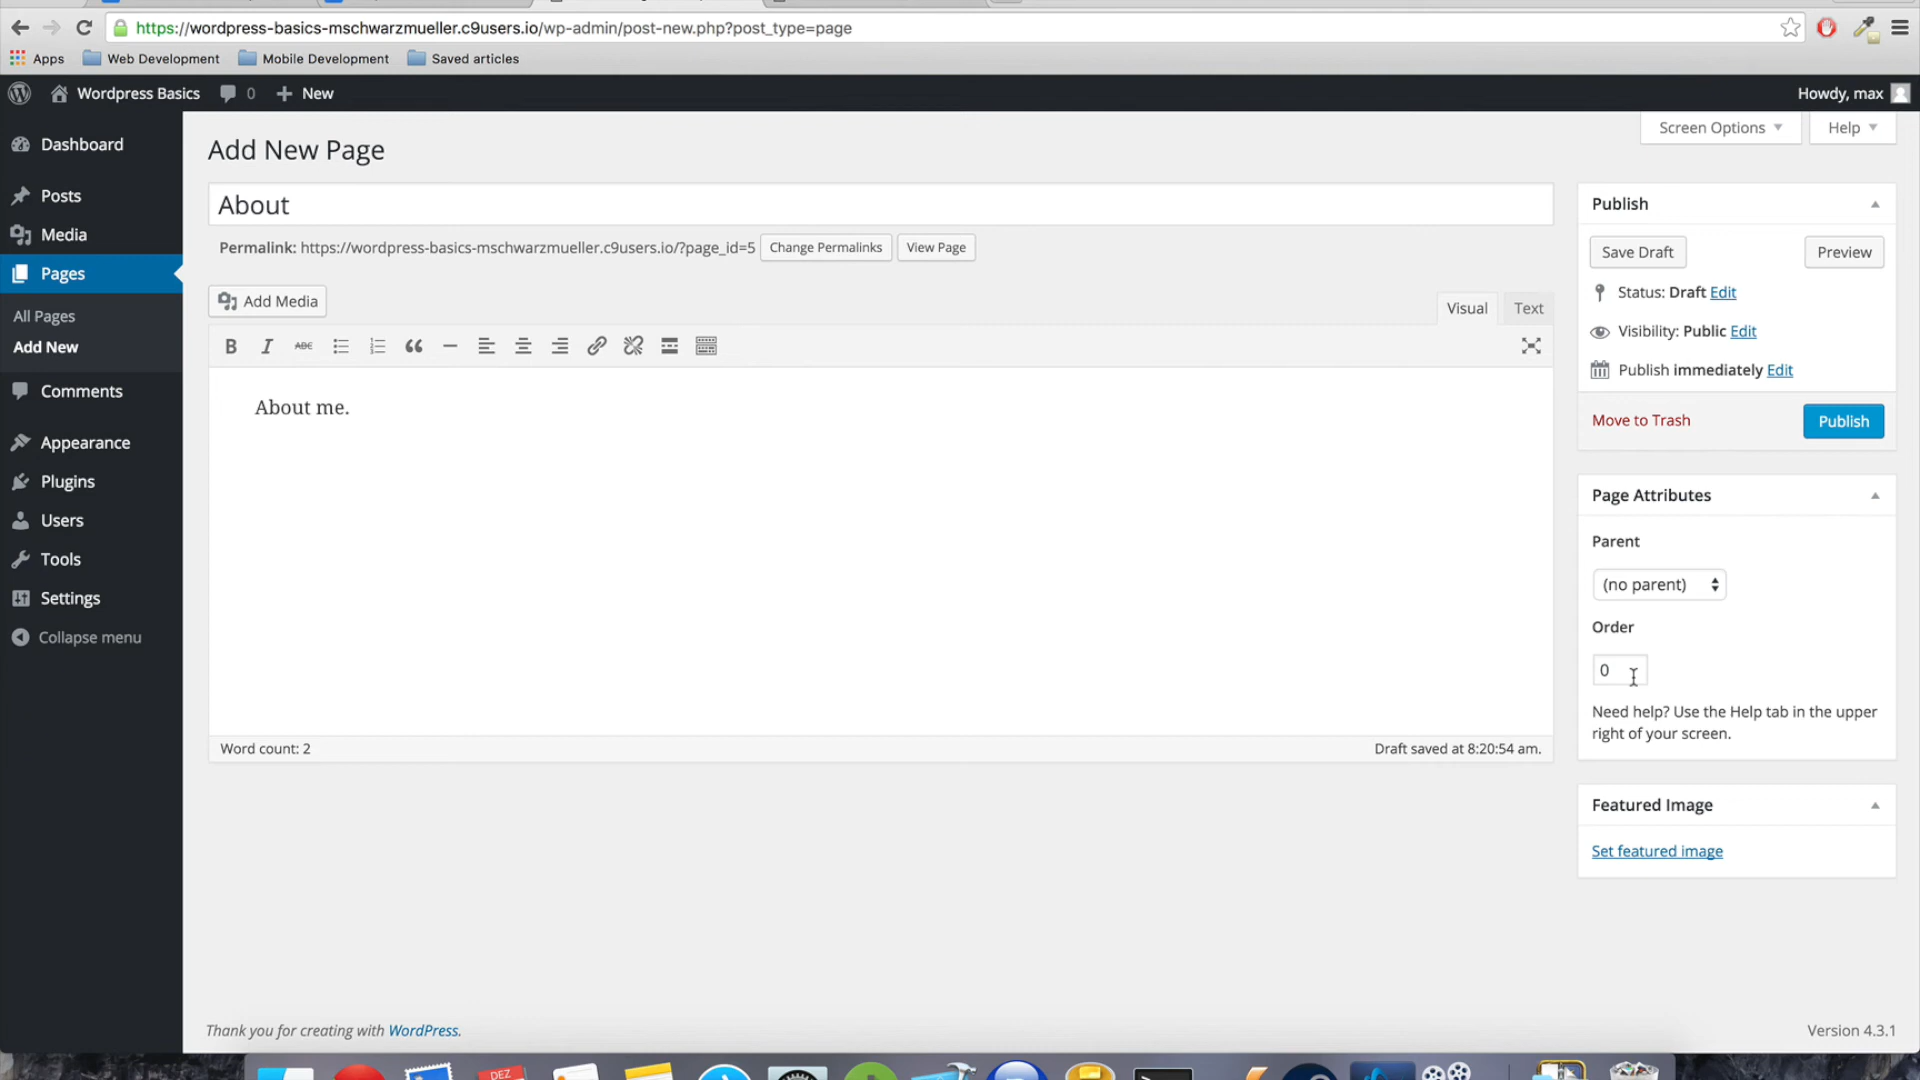 https://wordpress-basics-mschwarzmueller.c9users.io/wp-admin/post-new.php?post_type=page
Apps Web Development Mobile Development Saved articles
Wordpress Basics 0 New Howdy, max
Screen Options Help
Dashboard
Posts
Media
Pages
All Pages
Add New
Comments
Appearance
Plugins
Users
Tools
Settings
Collapse menu
Add New Page
About
Permalink: https://wordpress-basics-mschwarzmueller.c9users.io/?page_id=5 Change Permalinks View Page
Add Media
Visual Text
B I ABC
About me.
Word count: 2 Draft saved at 8:20:54 am.
Publish
Save Draft Preview
Status: Draft Edit
Visibility: Public Edit
Publish immediately Edit
Move to Trash Publish
Page Attributes
Parent
(no parent)
Order
0
Need help? Use the Help tab in the upper
right of your screen.
Featured Image
Set featured image
Thank you for creating with WordPress. Version 4.3.1
DEZ